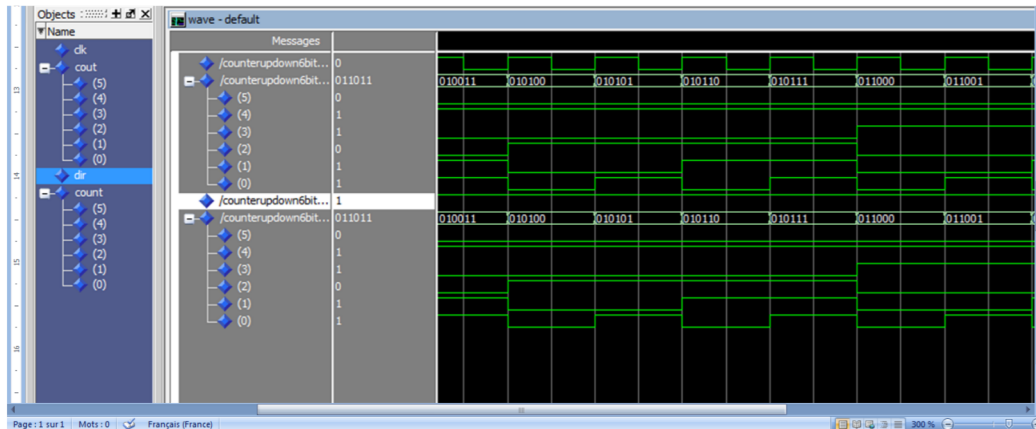 Objects
wave - default
Name
Messages
clk
cout
(5)
(4)
(3)
(2)
(1)
(0)
dir
count
(5)
(4)
(3)
(2)
(1)
(0)
/counterupdown6bit... 0
/counterupdown6bit... 011011 010011 010100 010101 010110 010111 011000 011001
(5) 0
(4) 1
(3) 1
(2) 0
(1) 1
(0) 1
/counterupdown6bit... 1
/counterupdown6bit... 011011 010011 010100 010101 010110 010111 011000 011001
(5) 0
(4) 1
(3) 1
(2) 0
(1) 1
(0) 1
13
14
15
16
Page : 1 sur 1 Mots : 0 Français (France) 300 %